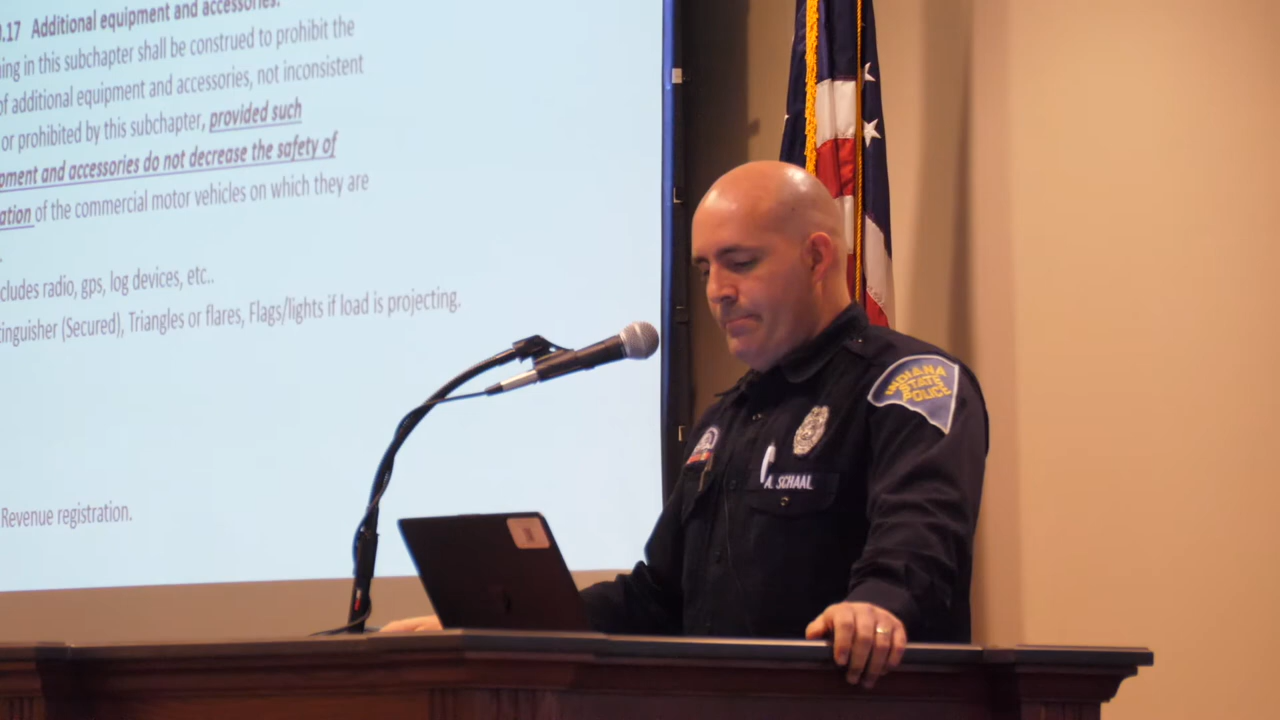 .17 Additional equipment and accessories.
ing in this subchapter shall be construed to prohibit the
of additional equipment and accessories, not inconsistent
or prohibited by this subchapter, provided such
pment and accessories do not decrease the safety of
ation of the commercial motor vehicles on which they are
cludes radio, gps, log devices, etc..
tinguisher (Secured), Triangles or flares, Flags/lights if load is projecting.
Revenue registration.
INDIANA
STATE
POLICE
A. SCHAAL